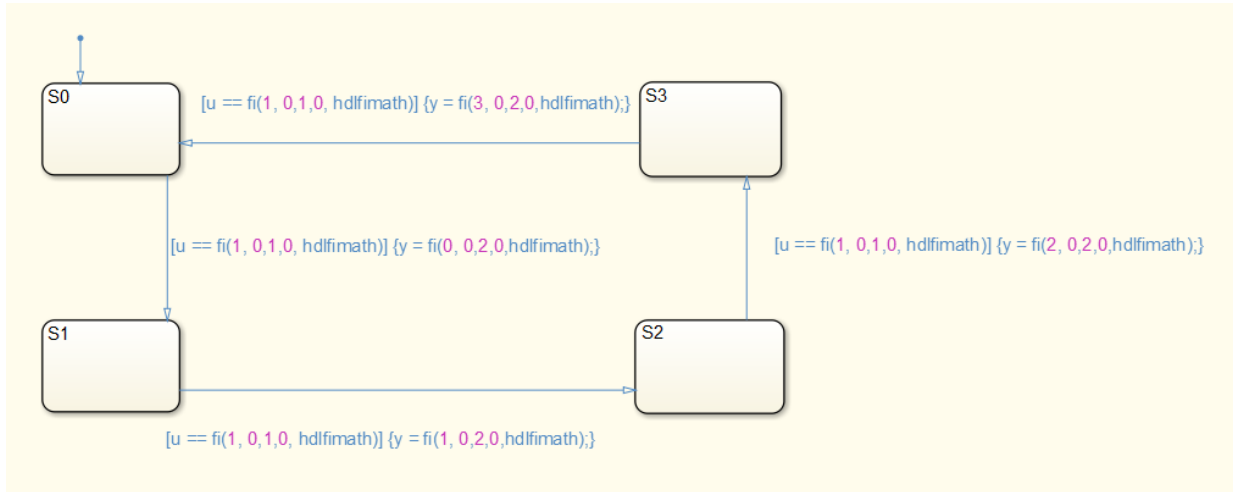 S0
[u == fi(1, 0,1,0, hdlfimath)] {y = fi(3, 0,2,0,hdlfimath);}
S3
[u == fi(1, 0,1,0, hdlfimath)] {y = fi(0, 0,2,0,hdlfimath);}
[u == fi(1, 0,1,0, hdlfimath)] {y = fi(2, 0,2,0,hdlfimath);}
S1
S2
[u == fi(1, 0,1,0, hdlfimath)] {y = fi(1, 0,2,0,hdlfimath);}